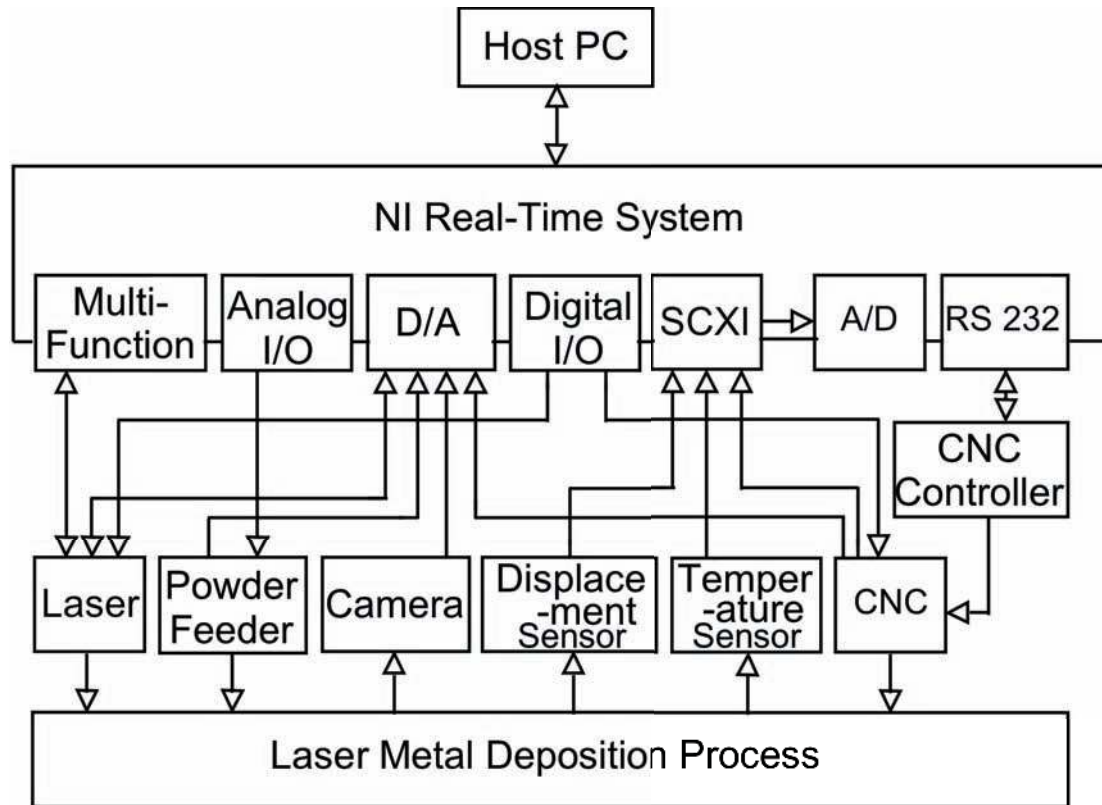 Host PC
NI Real-Time System
Multi-
Function
Analog
I/O
D/A
Digital
I/O
SCXI
A/D
RS 232
CNC
Controller
Laser
Powder
Feeder
Camera
Displace
-ment
Sensor
Temper
-ature
Sensor
CNC
Laser Metal Deposition Process